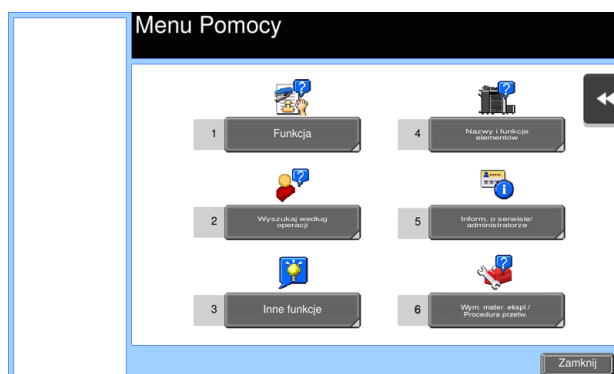 Menu Pomocy
1 Funkcja
4 Nazwy i funkcje
elementów
2 Wyszukaj według
operacji
5 Inform. o serwisie/
administratorze
3 Inne funkcje
6 Wym. mater. ekspl./
Procedura przetw.
Zamknij